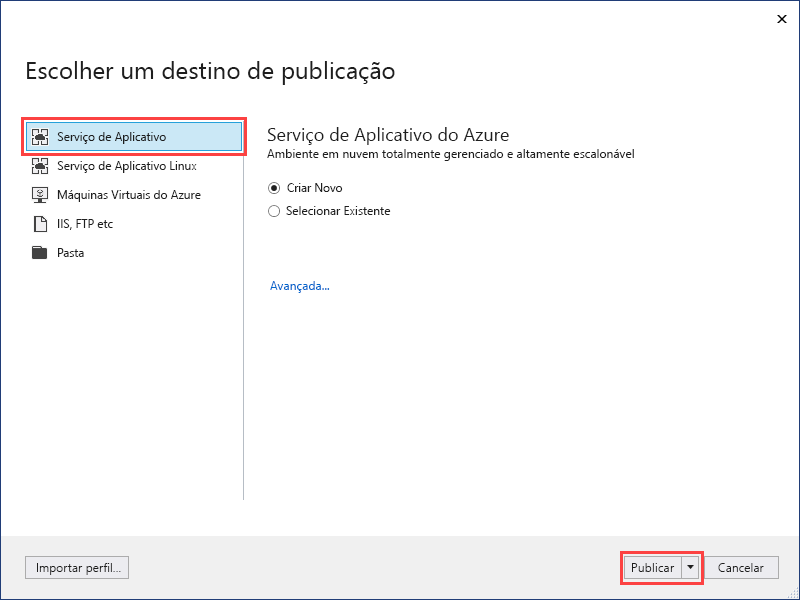 Escolher um destino de publicação
Serviço de Aplicativo
Serviço de Aplicativo Linux
Máquinas Virtuais do Azure
IIS, FTP etc
Pasta
Serviço de Aplicativo do Azure
Ambiente em nuvem totalmente gerenciado e altamente escalonável
Criar Novo
Selecionar Existente
Avançada...
Importar perfil...
Publicar
Cancelar